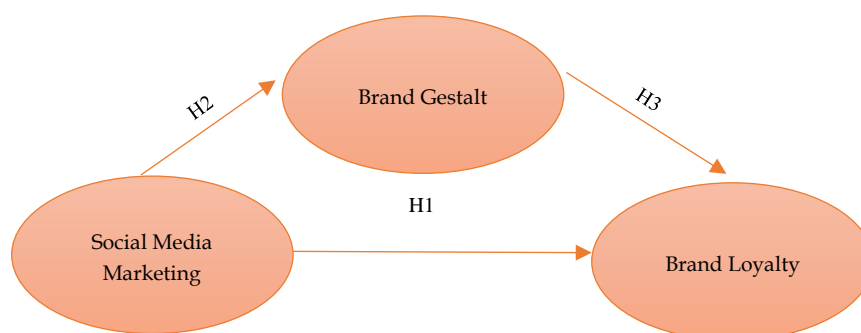 Brand Gestalt
H2
H3
H1
Social Media
Marketing
Brand Loyalty